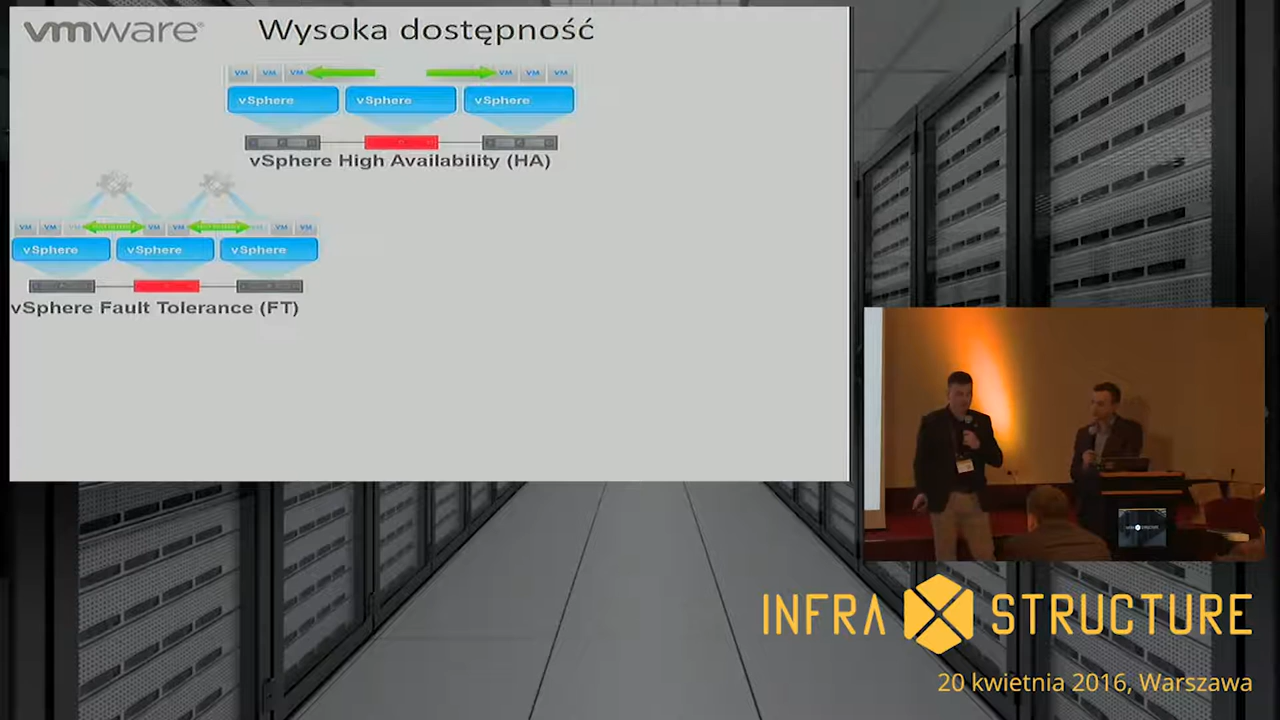 vmware
Wysoka dostępność
VM VM VM VM VM VM
vSphere vSphere vSphere
vSphere High Availability (HA)
VM VM VM VM VM VM
vSphere vSphere vSphere
vSphere Fault Tolerance (FT)
INFRA STRUCTURE
20 kwietnia 2016, Warszawa